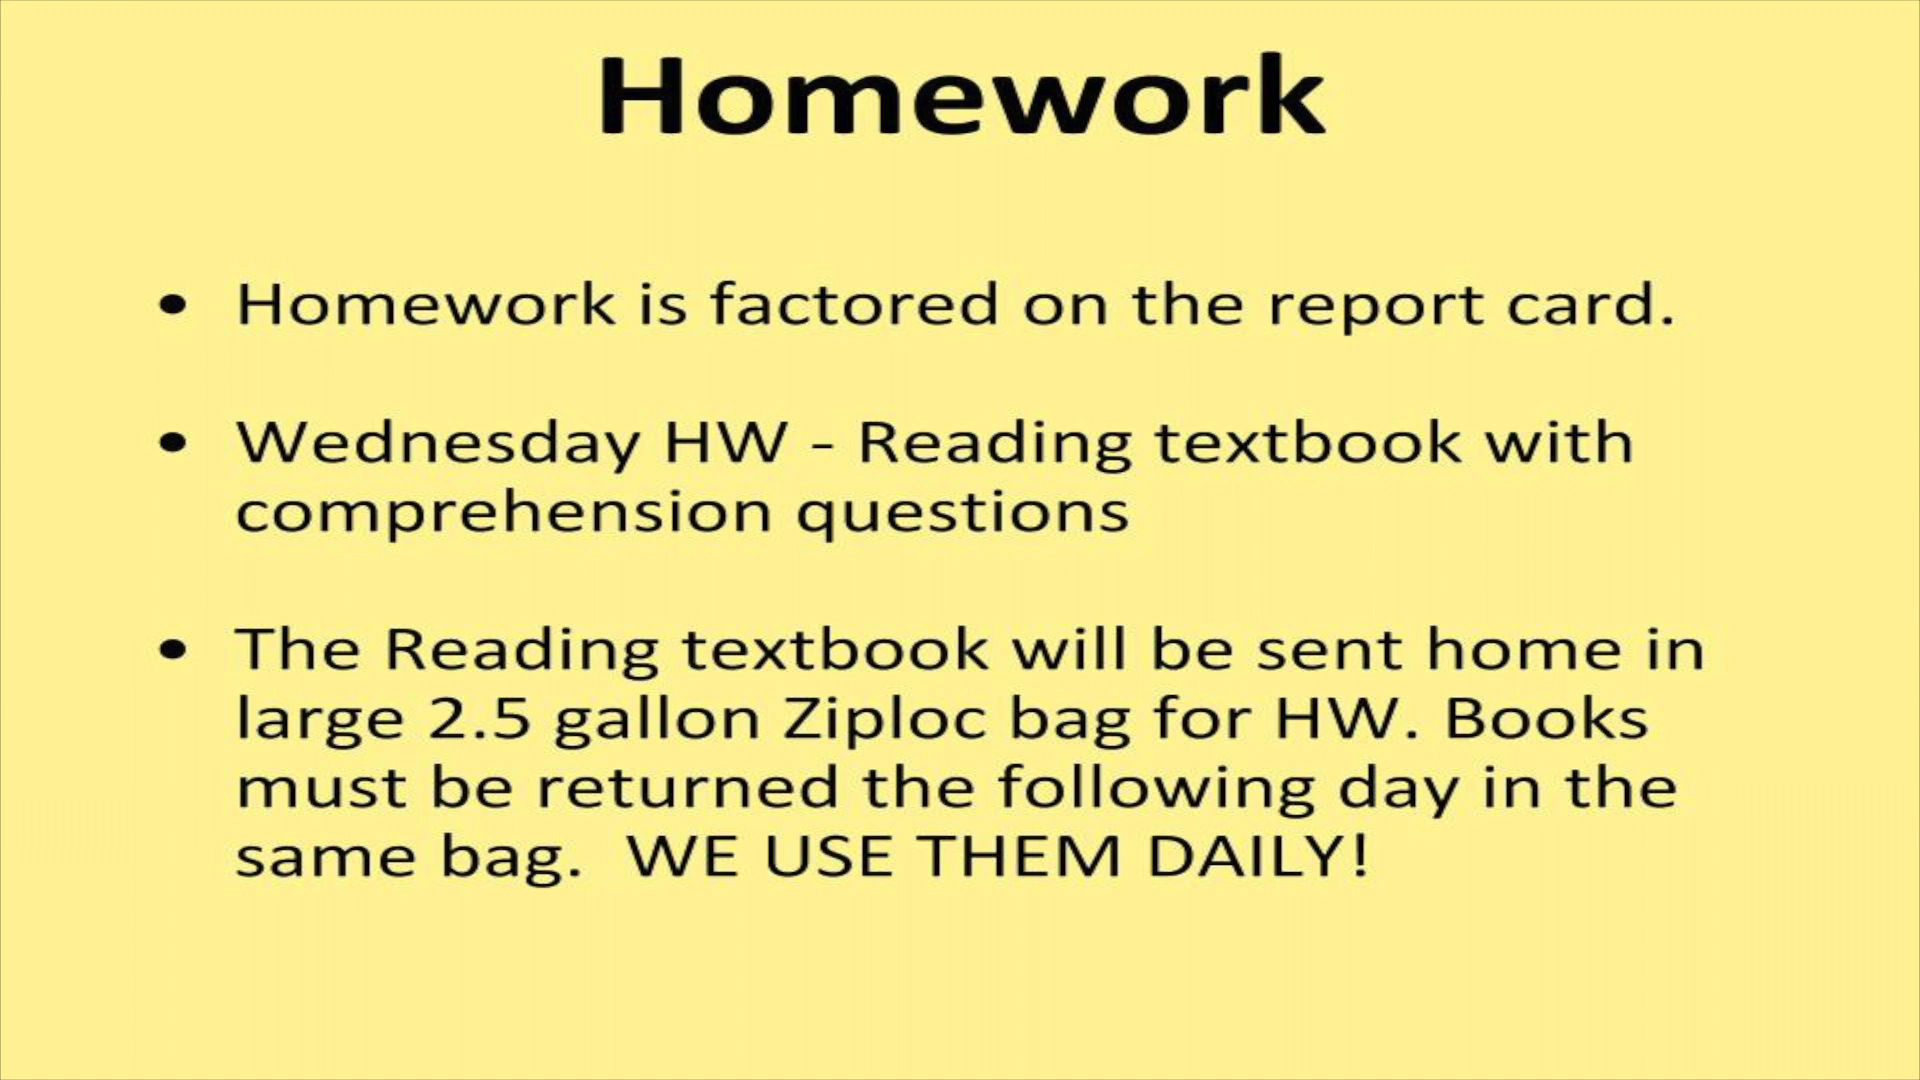 Homework
• Homework is factored on the report card.
• Wednesday HW - Reading textbook with
comprehension questions
• The Reading textbook will be sent home in
large 2.5 gallon Ziploc bag for HW. Books
must be returned the following day in the
same bag.  WE USE THEM DAILY!